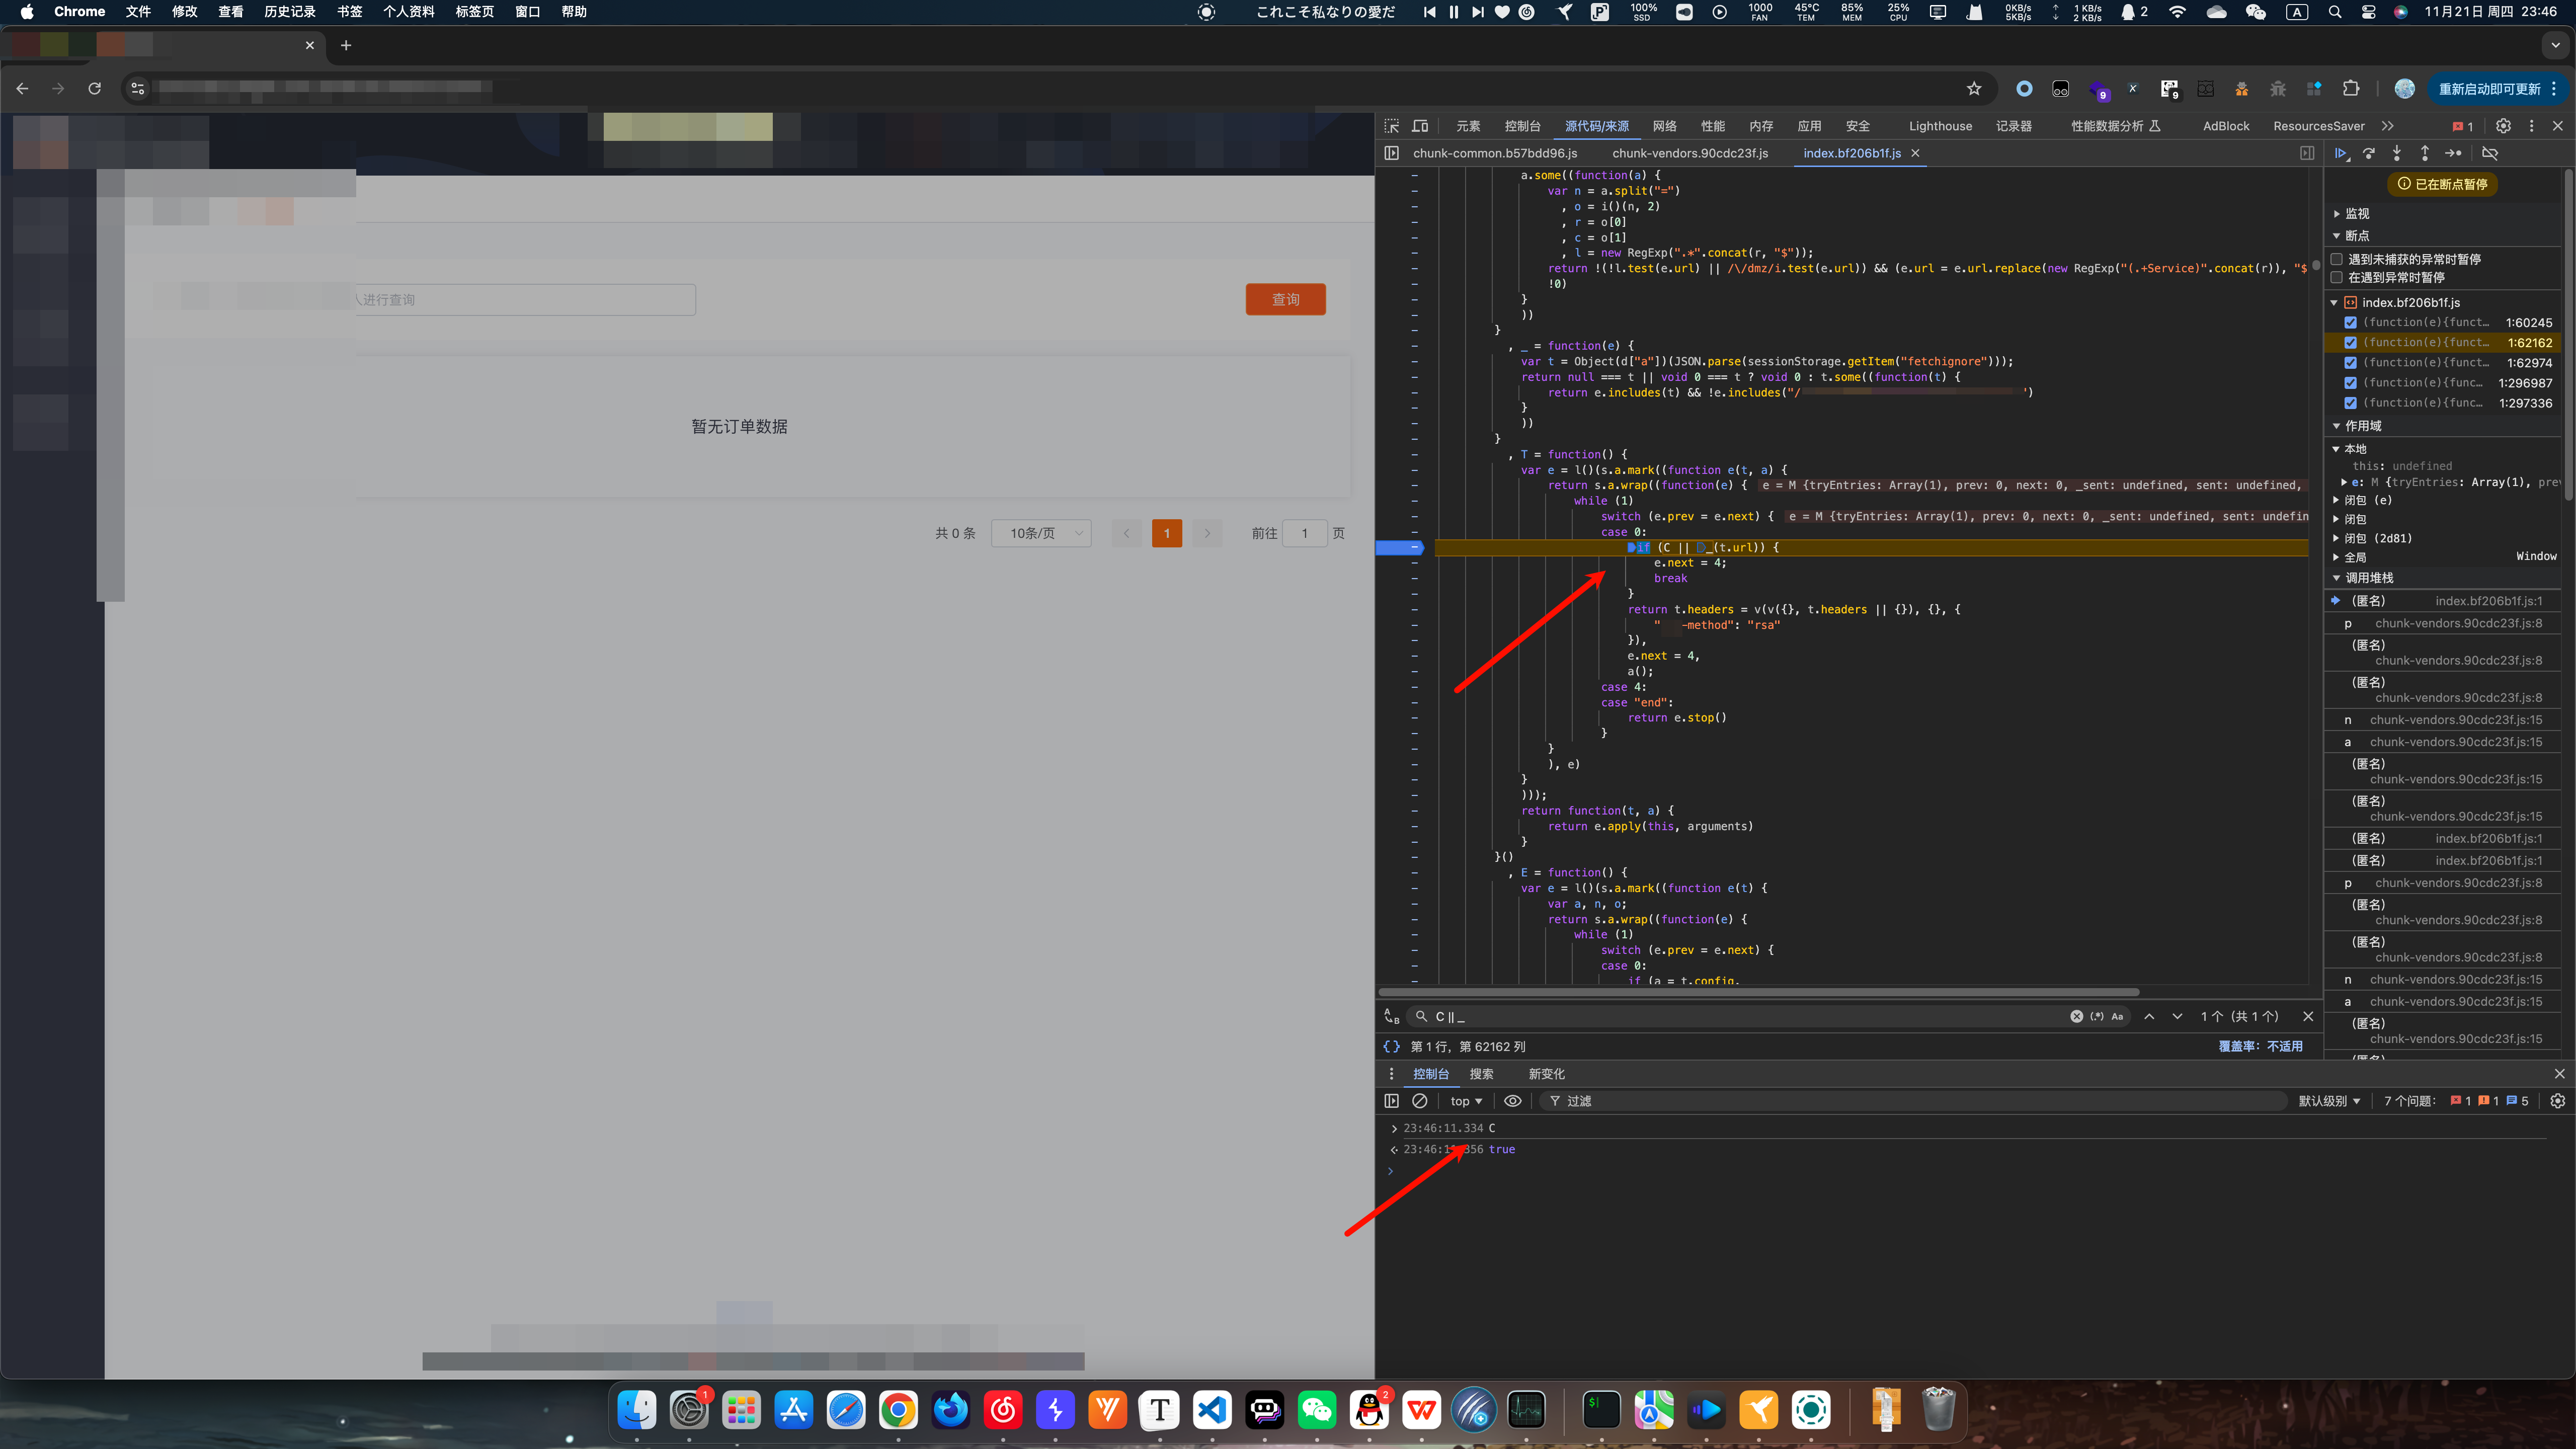 Chrome 文件 修改 查看 历史记录 书签 个人资料 标签页 窗口 帮助
これこそ私なりの愛だ
100% SSD
1000 FAN
45°C TEM
85% MEM
25% CPU
0KB/s 5KB/s
1 KB/s 2 KB/s
2
A
11月21日 周四 23:46
9
9
重新启动即可更新
元素 控制台 源代码/来源 网络 性能 内存 应用 安全 Lighthouse 记录器 性能数据分析 AdBlock ResourcesSaver 1
chunk-common.b57bdd96.js chunk-vendors.90cdc23f.js index.bf206b1f.js
人进行查询
查询
暂无订单数据
共 0 条 10条/页 1 前往 1 页
a.some((function(a) {
var n = a.split("=")
, o = i()(n, 2)
, r = o[0]
, c = o[1]
, l = new RegExp(".*".concat(r, "$"));
return !(!l.test(e.url) || /\/dmz/i.test(e.url)) && (e.url = e.url.replace(new RegExp("(.+Service)".concat(r)), "$
!0)
}
))
}
, _ = function(e) {
var t = Object(d["a"])(JSON.parse(sessionStorage.getItem("fetchignore")));
return null === t || void 0 === t ? void 0 : t.some((function(t) {
return e.includes(t) && !e.includes("/ ')
}
))
}
, T = function() {
var e = l()(s.a.mark((function e(t, a) {
return s.a.wrap((function(e) { e = M {tryEntries: Array(1), prev: 0, next: 0, _sent: undefined, sent: undefined,
while (1)
switch (e.prev = e.next) { e = M {tryEntries: Array(1), prev: 0, next: 0, _sent: undefined, sent: undefin
case 0:
if (C || _(t.url)) {
e.next = 4;
break
}
return t.headers = v(v({}, t.headers || {}), {}, {
" -method": "rsa"
}),
e.next = 4,
a();
case 4:
case "end":
return e.stop()
}
}
), e)
}
)));
return function(t, a) {
return e.apply(this, arguments)
}
}()
, E = function() {
var e = l()(s.a.mark((function e(t) {
var a, n, o;
return s.a.wrap((function(e) {
while (1)
switch (e.prev = e.next) {
case 0:
if (a = t.config,
C || _
Aa
1 个 (共 1 个)
{} 第 1 行，第 62162 列
覆盖率：不适用
控制台 搜索 新变化
top
过滤
默认级别 7 个问题： 1 1 5
23:46:11.334 C
true
已在断点暂停
监视
断点
遇到未捕获的异常时暂停
在遇到异常时暂停
index.bf206b1f.js
(function(e){funct… 1:60245
(function(e){funct… 1:62162
(function(e){funct… 1:62974
(function(e){func… 1:296987
(function(e){func… 1:297336
作用域
本地
this: undefined
e: M {tryEntries: Array(1), prev
闭包 (e)
闭包
闭包 (2d81)
全局 Window
调用堆栈
(匿名) index.bf206b1f.js:1
p chunk-vendors.90cdc23f.js:8
(匿名)
chunk-vendors.90cdc23f.js:8
(匿名)
chunk-vendors.90cdc23f.js:8
n chunk-vendors.90cdc23f.js:15
a chunk-vendors.90cdc23f.js:15
(匿名)
chunk-vendors.90cdc23f.js:15
(匿名)
chunk-vendors.90cdc23f.js:15
(匿名) index.bf206b1f.js:1
(匿名) index.bf206b1f.js:1
p chunk-vendors.90cdc23f.js:8
(匿名)
chunk-vendors.90cdc23f.js:8
(匿名)
chunk-vendors.90cdc23f.js:8
n chunk-vendors.90cdc23f.js:15
a chunk-vendors.90cdc23f.js:15
(匿名)
chunk-vendors.90cdc23f.js:15
1
2